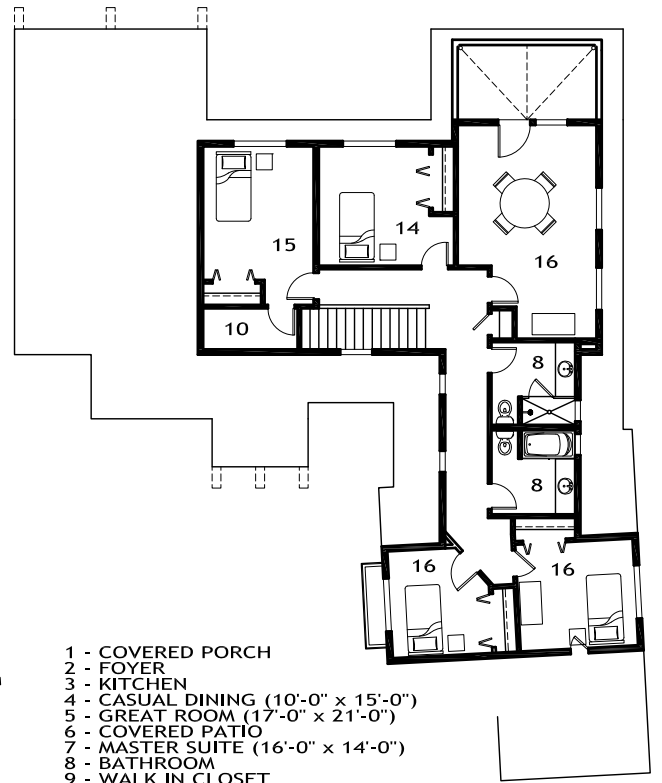 15
14
16
10
8
8
16
16
1 - COVERED PORCH
2 - FOYER
3 - KITCHEN
4 - CASUAL DINING (10'-0" x 15'-0")
5 - GREAT ROOM (17'-0" x 21'-0")
6 - COVERED PATIO
7 - MASTER SUITE (16'-0" x 14'-0")
8 - BATHROOM
9 - WALK IN CLOSET